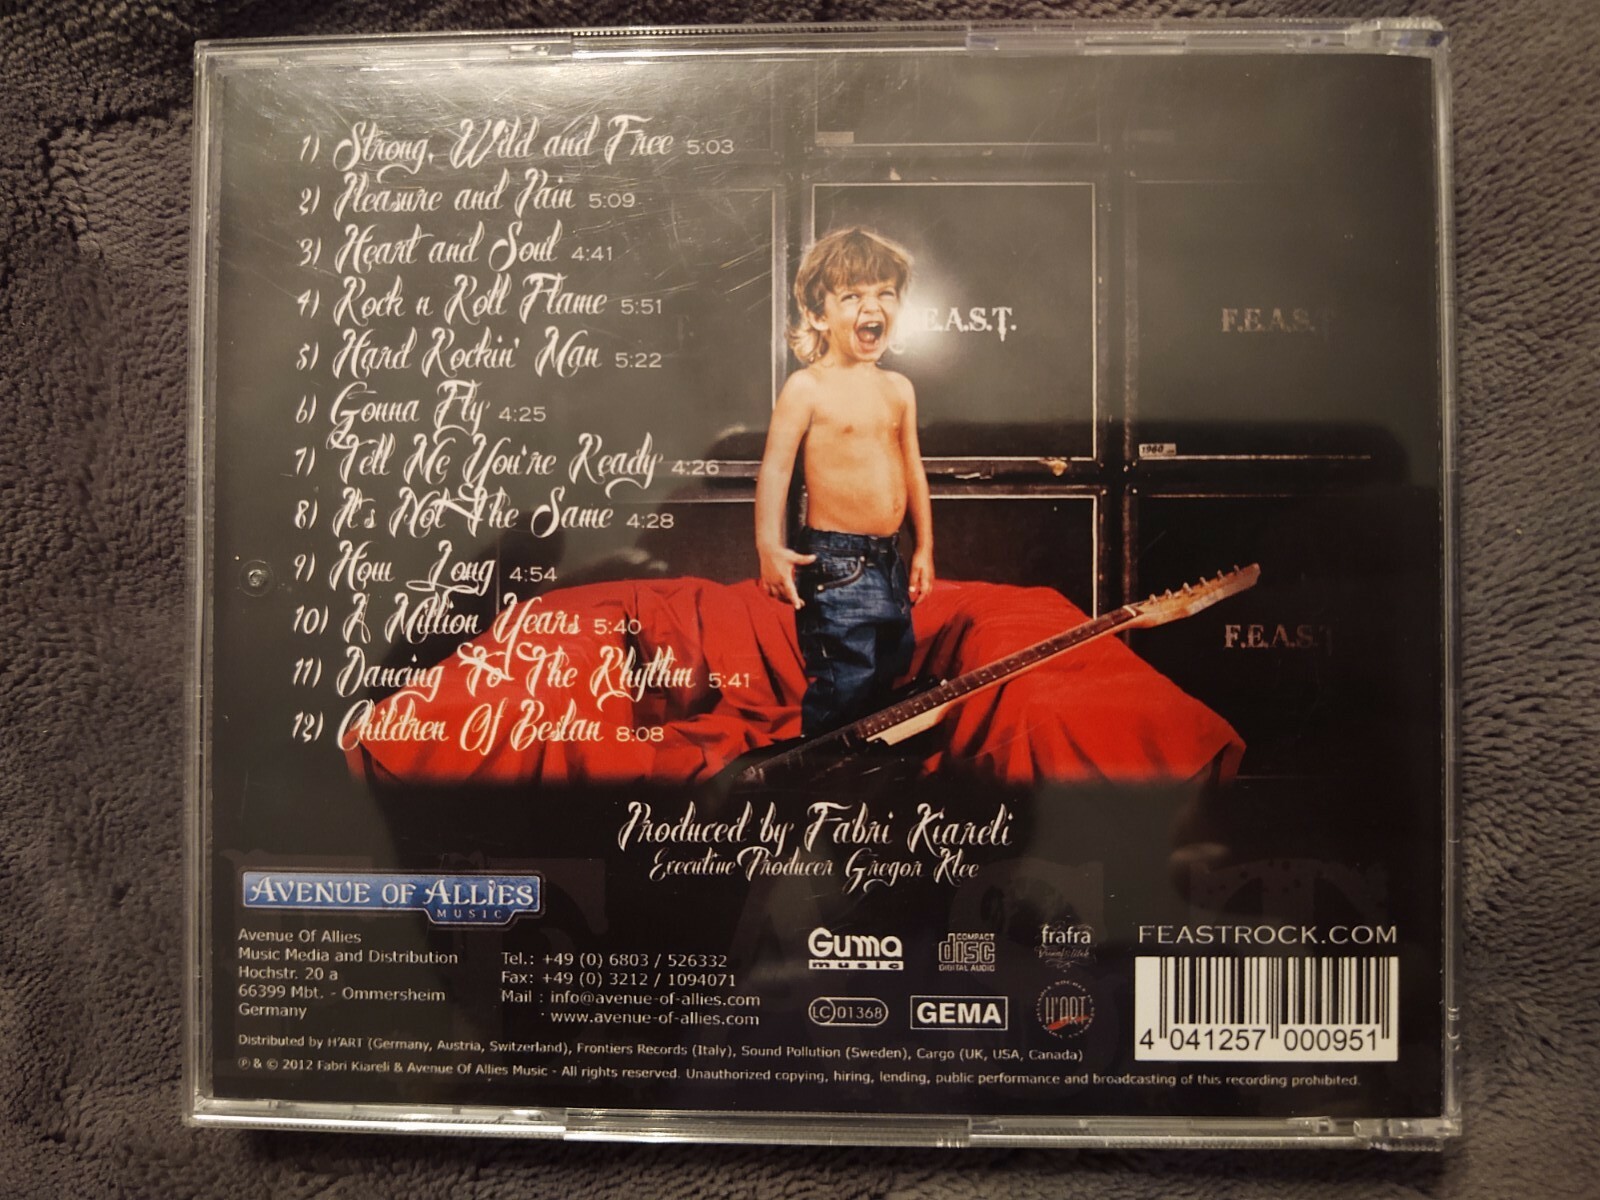 1) Strong, Wild and Free 5:03
2) Pleasure and Pain 5:09
3) Heart and Soul 4:41
4) Rock n Roll Flame 5:51
5) Hard Rockin' Man 5:22
6) Gonna Fly 4:25
7) Tell Me You're Ready 4:26
8) It's Not The Same 4:28
9) How Long 4:54
10) A Million Years 5:40
11) Dancing To The Rhythm 5:41
12) Children Of Beslan 8:08
E.A.S.T.
F.E.A.S.T
1960
F.E.A.S.T
Produced by Fabri Kiareli
Executive Producer Gregor Klee
AVENUE OF ALLIES
MUSIC
Avenue Of Allies
Music Media and Distribution
Hochstr. 20 a
66399 Mbt. - Ommersheim
Germany
Tel.: +49 (0) 6803 / 526332
Fax: +49 (0) 3212 / 1094071
Mail : info@avenue-of-allies.com
www.avenue-of-allies.com
Guma
music
COMPACT
disc
DIGITAL AUDIO
frafra
LC 01368
GEMA
H'ART
FEASTROCK.COM
4 041257 000951
Distributed by H'ART (Germany, Austria, Switzerland), Frontiers Records (Italy), Sound Pollution (Sweden), Cargo (UK, USA, Canada)
℗ & © 2012 Fabri Kiareli & Avenue Of Allies Music - All rights reserved. Unauthorized copying, hiring, lending, public performance and broadcasting of this recording prohibited.